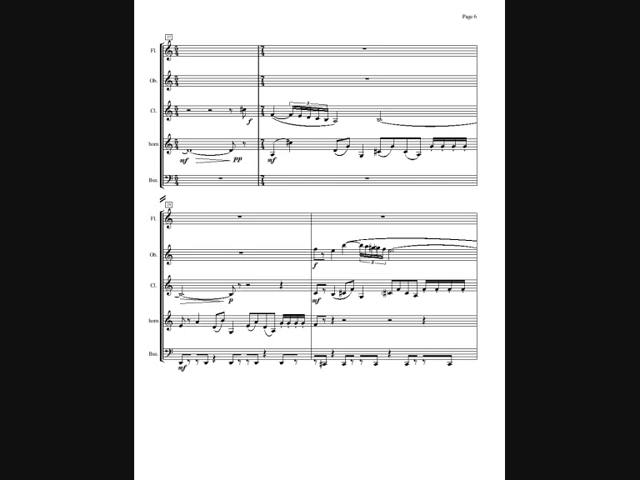 Page 6
Fl.
Ob.
Cl.
f
horn
mf
pp
mf
Bsn.
Fl.
Ob.
f
Cl.
p
mf
horn
Bsn.
mf